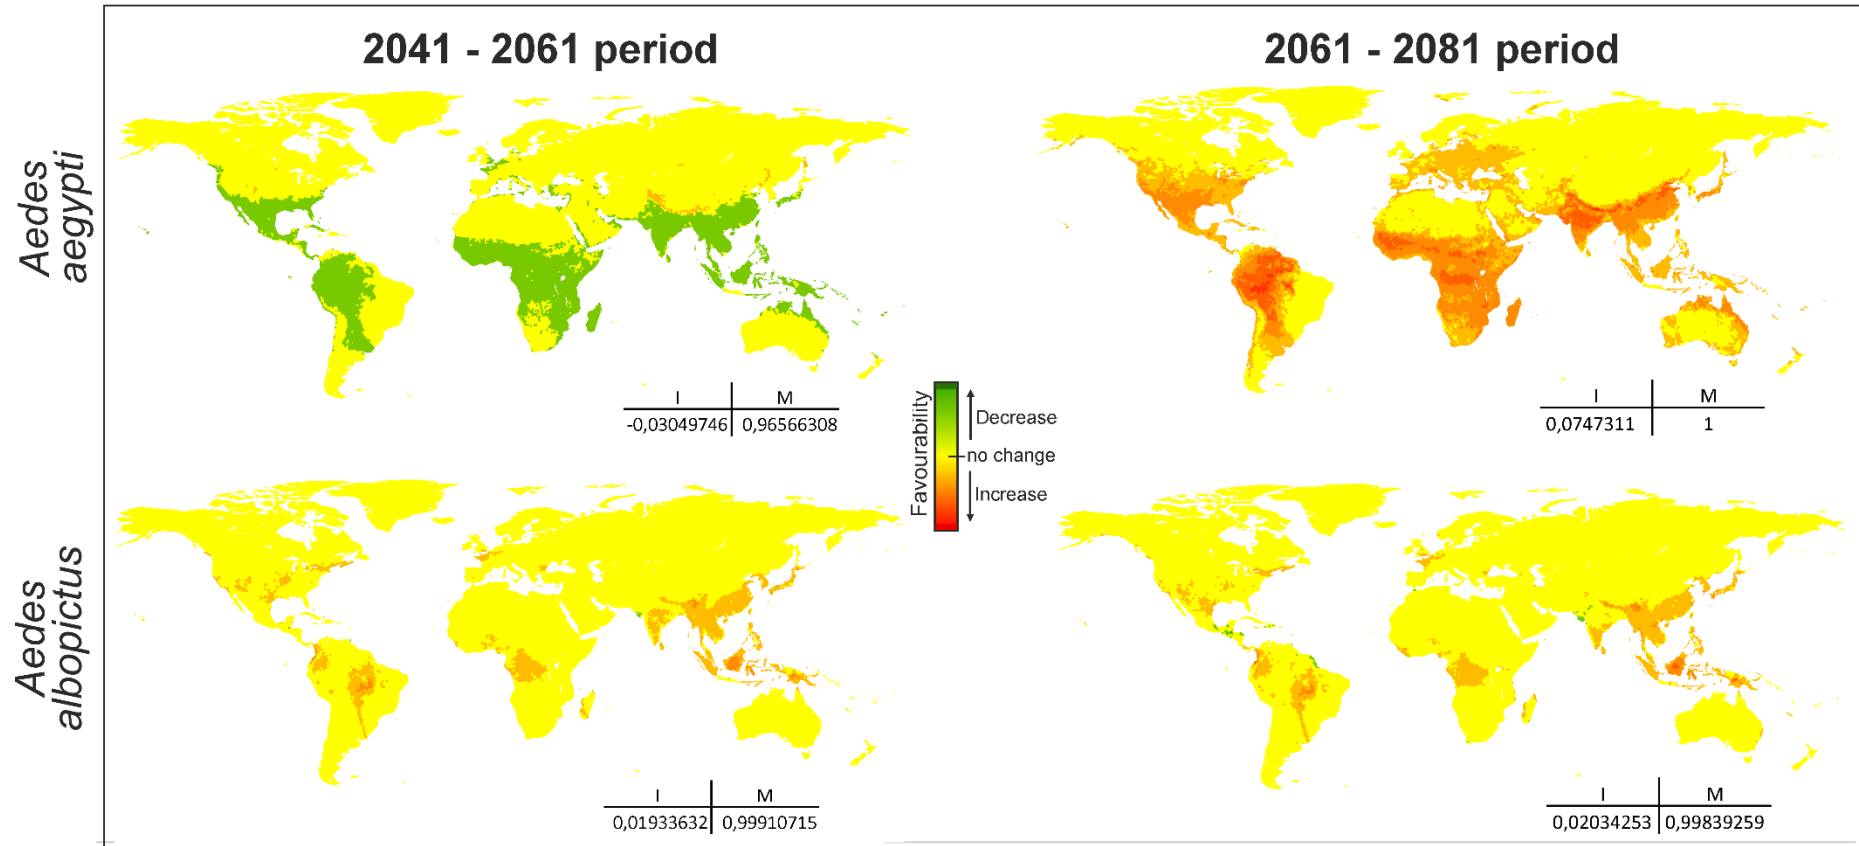 2041 - 2061 period
2061 - 2081 period
Aedes
aegypti
I M
-0,03049746 0,96566308
I M
0,0747311 1
Favourability
Decrease
no change
Increase
Aedes
albopictus
I M
0,01933632 0,99910715
I M
0,02034253 0,99839259